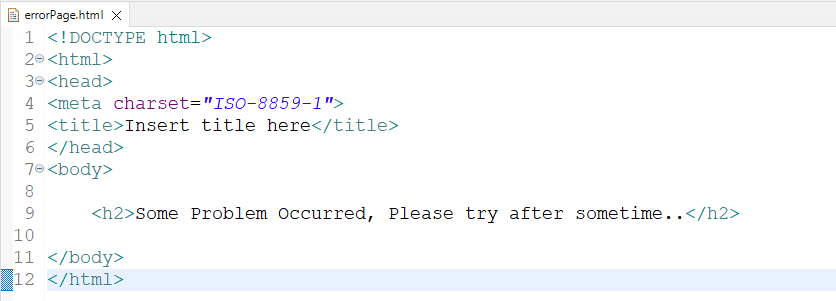 errorPage.html
1 <!DOCTYPE html>
2 <html>
3 <head>
4 <meta charset="ISO-8859-1">
5 <title>Insert title here</title>
6 </head>
7 <body>
8
9     <h2>Some Problem Occurred, Please try after sometime..</h2>
10
11 </body>
12 </html>